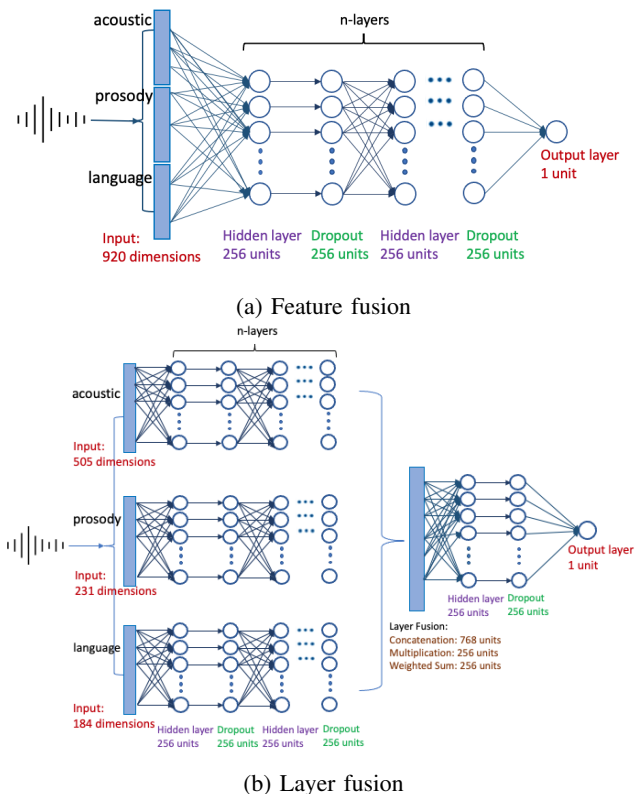 acoustic
n-layers
prosody
language
Output layer
1 unit
Input:
920 dimensions
Hidden layer
256 units
Dropout
256 units
Hidden layer
256 units
Dropout
256 units
(a) Feature fusion
n-layers
acoustic
Input:
505 dimensions
prosody
Input:
231 dimensions
language
Input:
184 dimensions
Hidden layer
256 units
Dropout
256 units
Hidden layer
256 units
Dropout
256 units
Hidden layer
256 units
Dropout
256 units
Output layer
1 unit
Layer Fusion:
Concatenation: 768 units
Multiplication: 256 units
Weighted Sum: 256 units
(b) Layer fusion